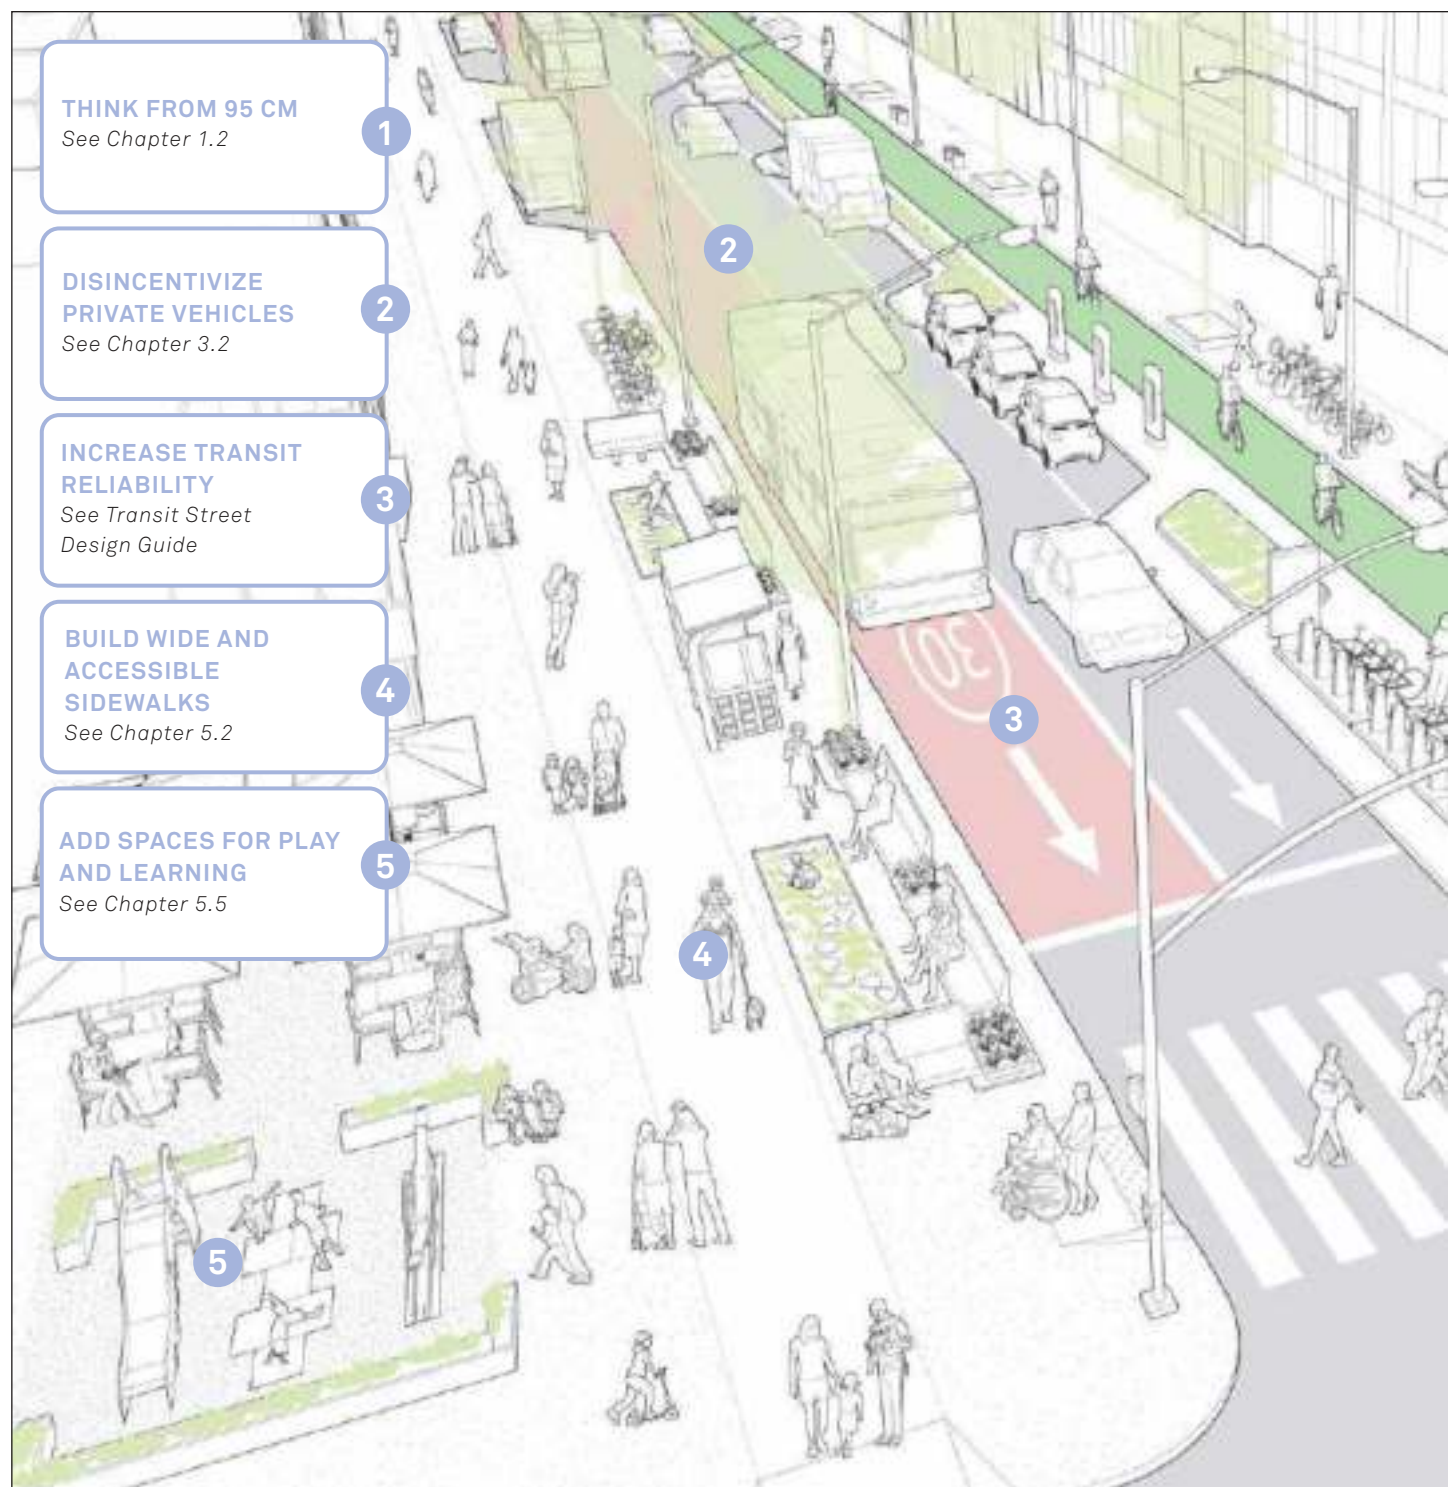 THINK FROM 95 CM
See Chapter 1.2
1
DISINCENTIVIZE
PRIVATE VEHICLES
See Chapter 3.2
2
INCREASE TRANSIT
RELIABILITY
See Transit Street
Design Guide
3
BUILD WIDE AND
ACCESSIBLE
SIDEWALKS
See Chapter 5.2
4
ADD SPACES FOR PLAY
AND LEARNING
See Chapter 5.5
5
2
30
3
4
5